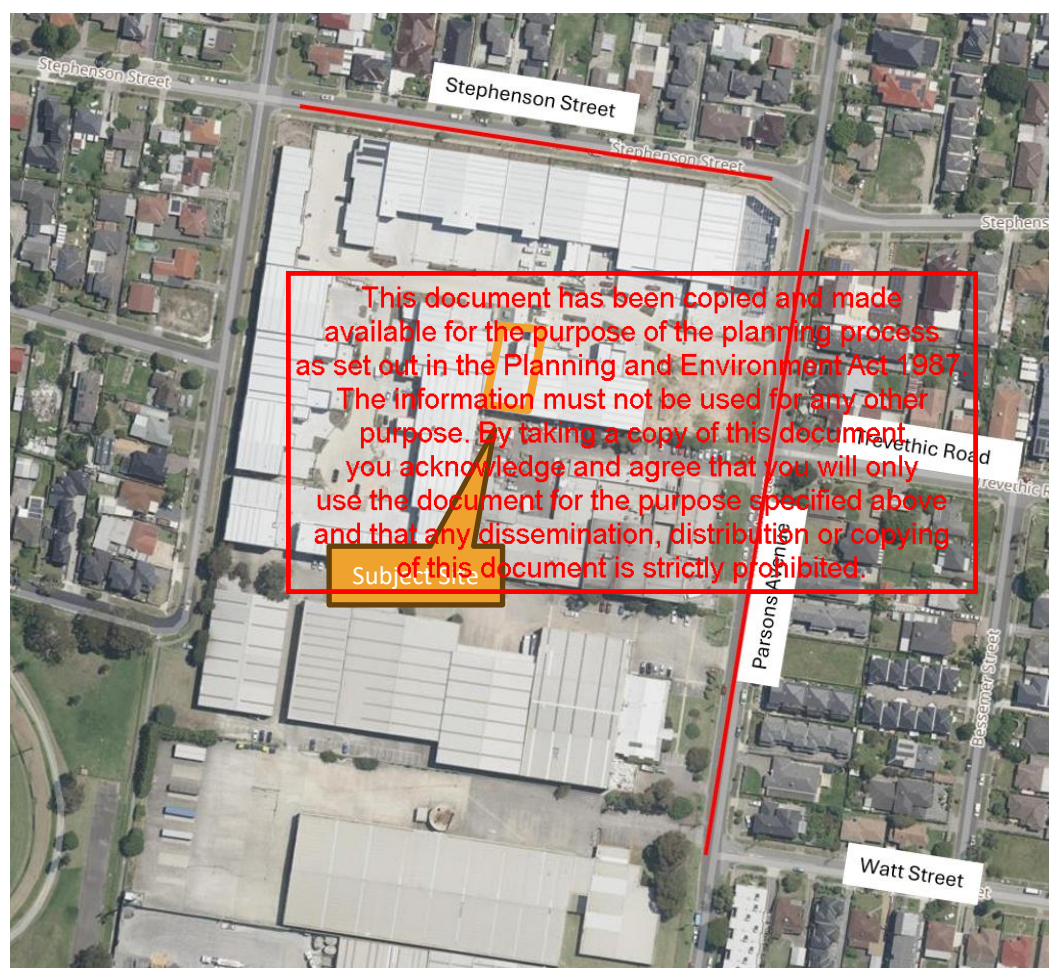 Stephenson Street
Stephenson Street
Stephenson Street
Stephens
This document has been copied and made
available for the purpose of the planning process
as set out in the Planning and Environment Act 1987.
The information must not be used for any other
purpose. By taking a copy of this document
you acknowledge and agree that you will only
use the document for the purpose specified above
and that any dissemination, distribution or copying
of this document is strictly prohibited.
Trevethic Road
Trevethic R
Subject Site
Parsons Avenue
Bessemer Street
Watt Street
et